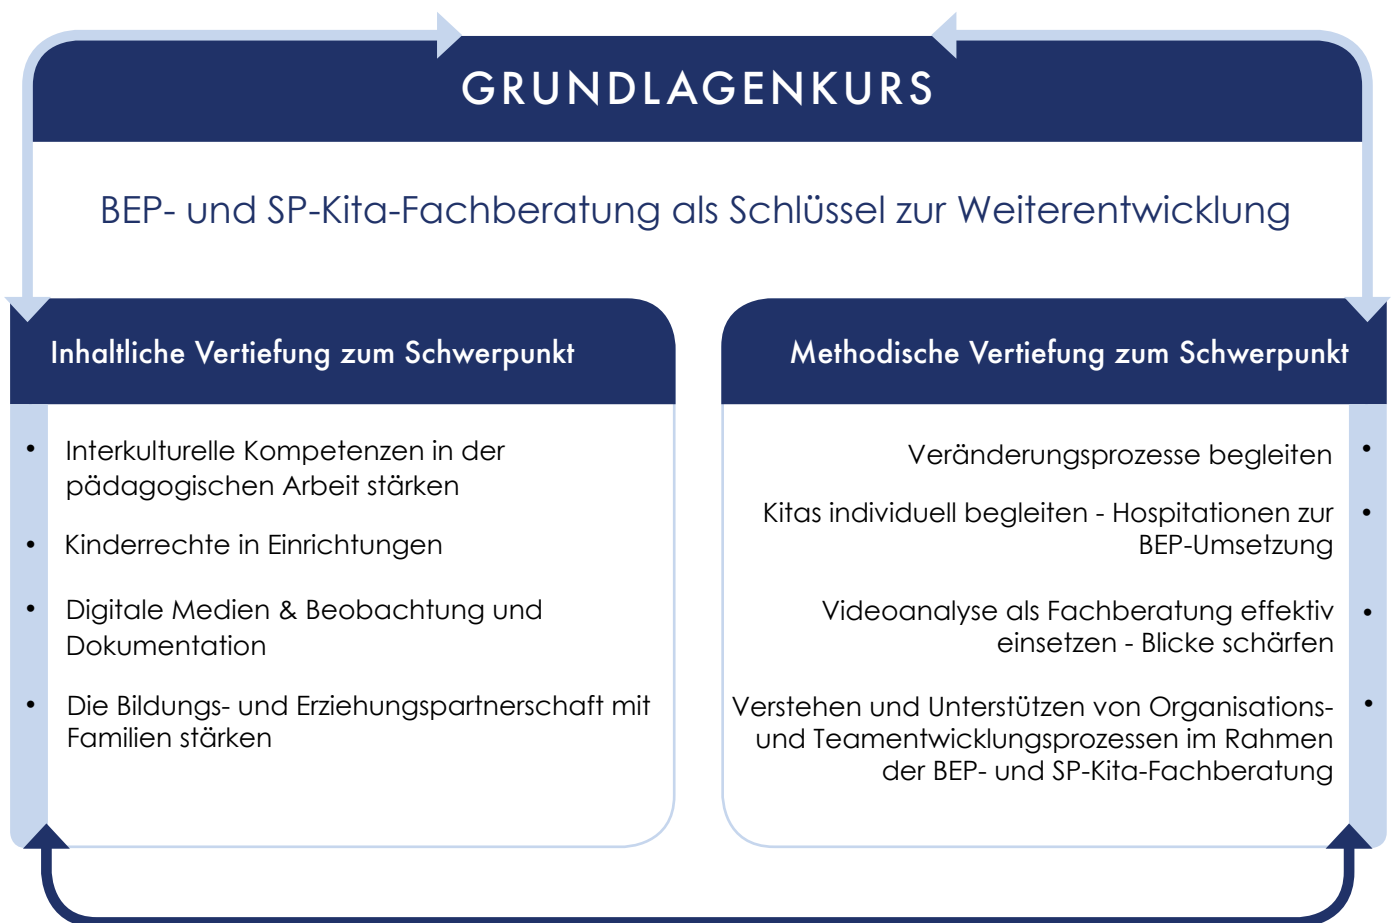 GRUNDLAGENKURS
BEP- und SP-Kita-Fachberatung als Schlüssel zur Weiterentwicklung
Inhaltliche Vertiefung zum Schwerpunkt
• Interkulturelle Kompetenzen in der
pädagogischen Arbeit stärken
• Kinderrechte in Einrichtungen
• Digitale Medien & Beobachtung und
Dokumentation
• Die Bildungs- und Erziehungspartnerschaft mit
Familien stärken
Methodische Vertiefung zum Schwerpunkt
Veränderungsprozesse begleiten •
Kitas individuell begleiten - Hospitationen zur •
BEP-Umsetzung
Videoanalyse als Fachberatung effektiv •
einsetzen - Blicke schärfen
Verstehen und Unterstützen von Organisations- •
und Teamentwicklungsprozessen im Rahmen
der BEP- und SP-Kita-Fachberatung